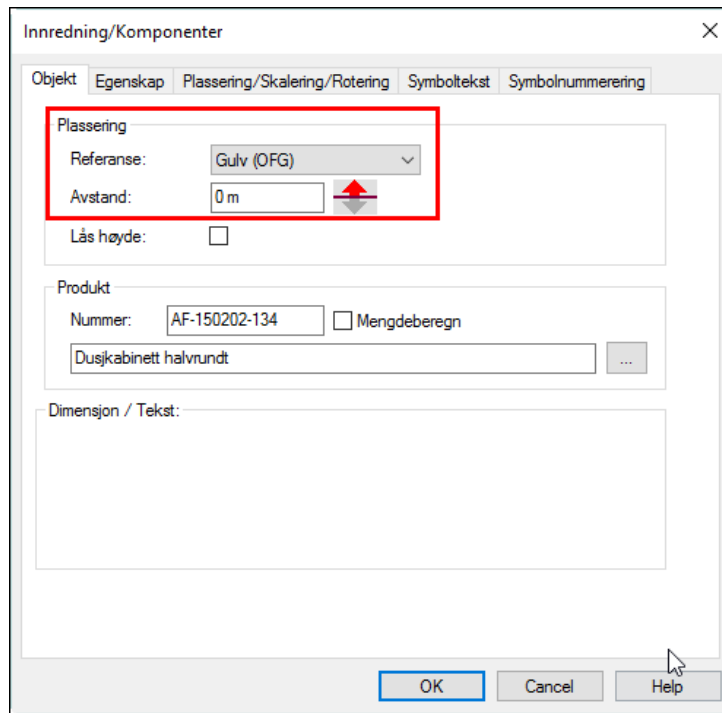 Innredning/Komponenter
Objekt Egenskap Plassering/Skalering/Rotering Symboltekst Symbolnummerering
Plassering
Referanse: Gulv (OFG)
Avstand: 0 m
Lås høyde:
Produkt
Nummer: AF-150202-134 Mengdeberegn
Dusjkabinett halvrundt ...
Dimensjon / Tekst:
OK Cancel Help